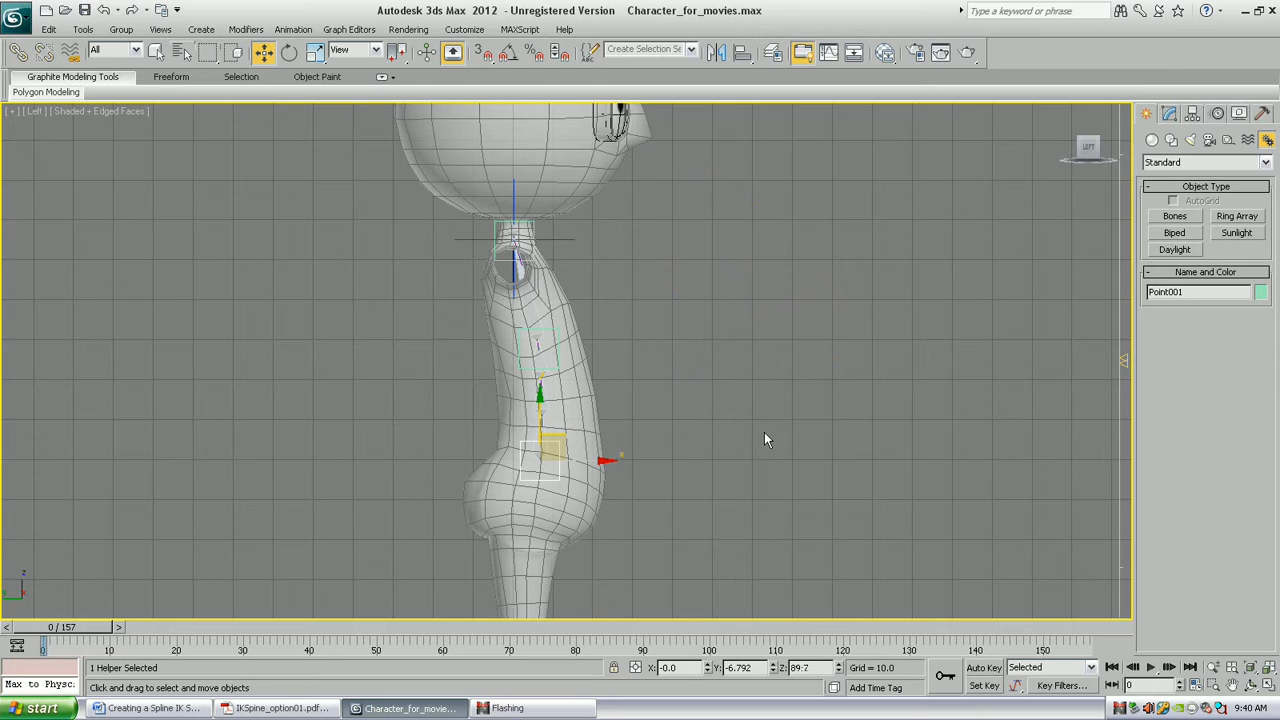 Autodesk 3ds Max 2012 - Unregistered Version Character_for_movies.max
Type a keyword or phrase
Edit Tools Group Views Create Modifiers Animation Graph Editors Rendering Customize MAXScript Help
All View Create Selection Se
Graphite Modeling Tools Freeform Selection Object Paint
Polygon Modeling
[ + ] [ Left ] [ Shaded + Edged Faces ]
LEFT
Standard
Object Type
AutoGrid
Bones Ring Array
Biped Sunlight
Daylight
Name and Color
Point001
x
z
0 / 157
0 10 20 30 40 50 60 70 80 90 100 110 120 130 140 150
1 Helper Selected X: -0.0 Y: -6.792 Z: 89.7 Grid = 10.0 Auto Key Selected
Max to Physc: Click and drag to select and move objects Add Time Tag Set Key Key Filters... 0
start Creating a Spline IK S... IKSpine_option01.pdf... Character_for_movie... Flashing 9:40 AM